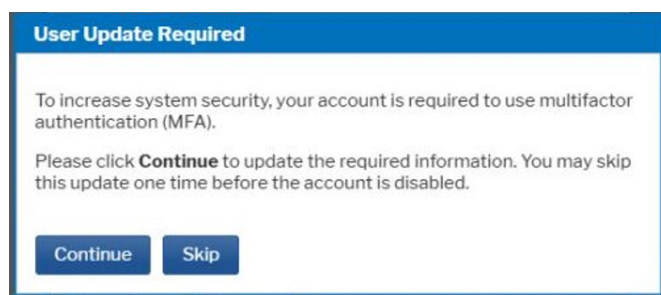 User Update Required
To increase system security, your account is required to use multifactor
authentication (MFA).
Please click Continue to update the required information. You may skip
this update one time before the account is disabled.
Continue
Skip